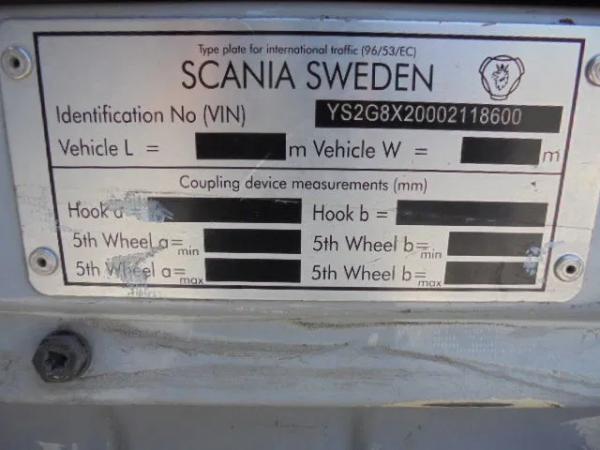 Type plate for international traffic (96/53/EC)
SCANIA SWEDEN
Identification No (VIN) YS2G8X20002118600
Vehicle L = m Vehicle W = m
Coupling device measurements (mm)
Hook a = Hook b =
5th Wheel a= min 5th Wheel b= min
5th Wheel a= max 5th Wheel b= max